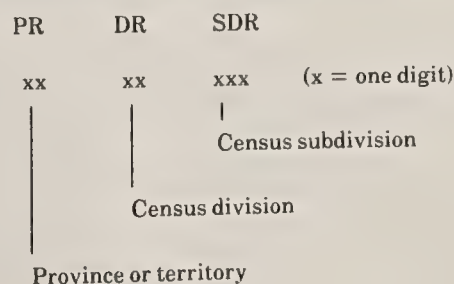 PR DR SDR
xx xx xxx (x = one digit)
Census subdivision
Census division
Province or territory